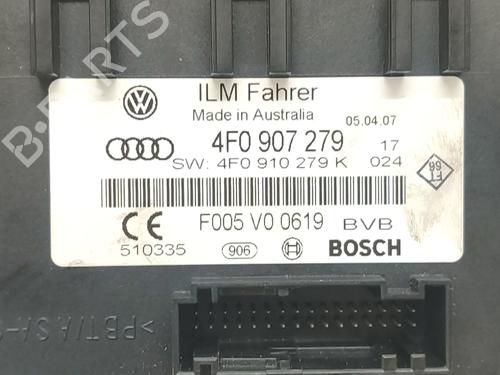 ILM Fahrer
Made in Australia
05.04.07
4F0 907 279 17
SW: 4F0 910 279 K 024
F005 V0 0619 BVB
510335 906 BOSCH
B-PARTS